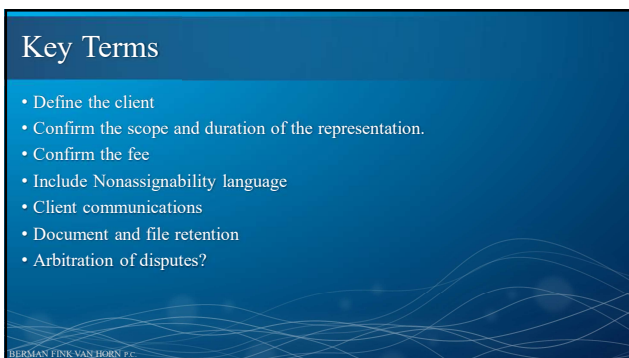 Key Terms
• Define the client
• Confirm the scope and duration of the representation.
• Confirm the fee
• Include Nonassignability language
• Client communications
• Document and file retention
• Arbitration of disputes?
BERMAN FINK VAN HORN P.C.